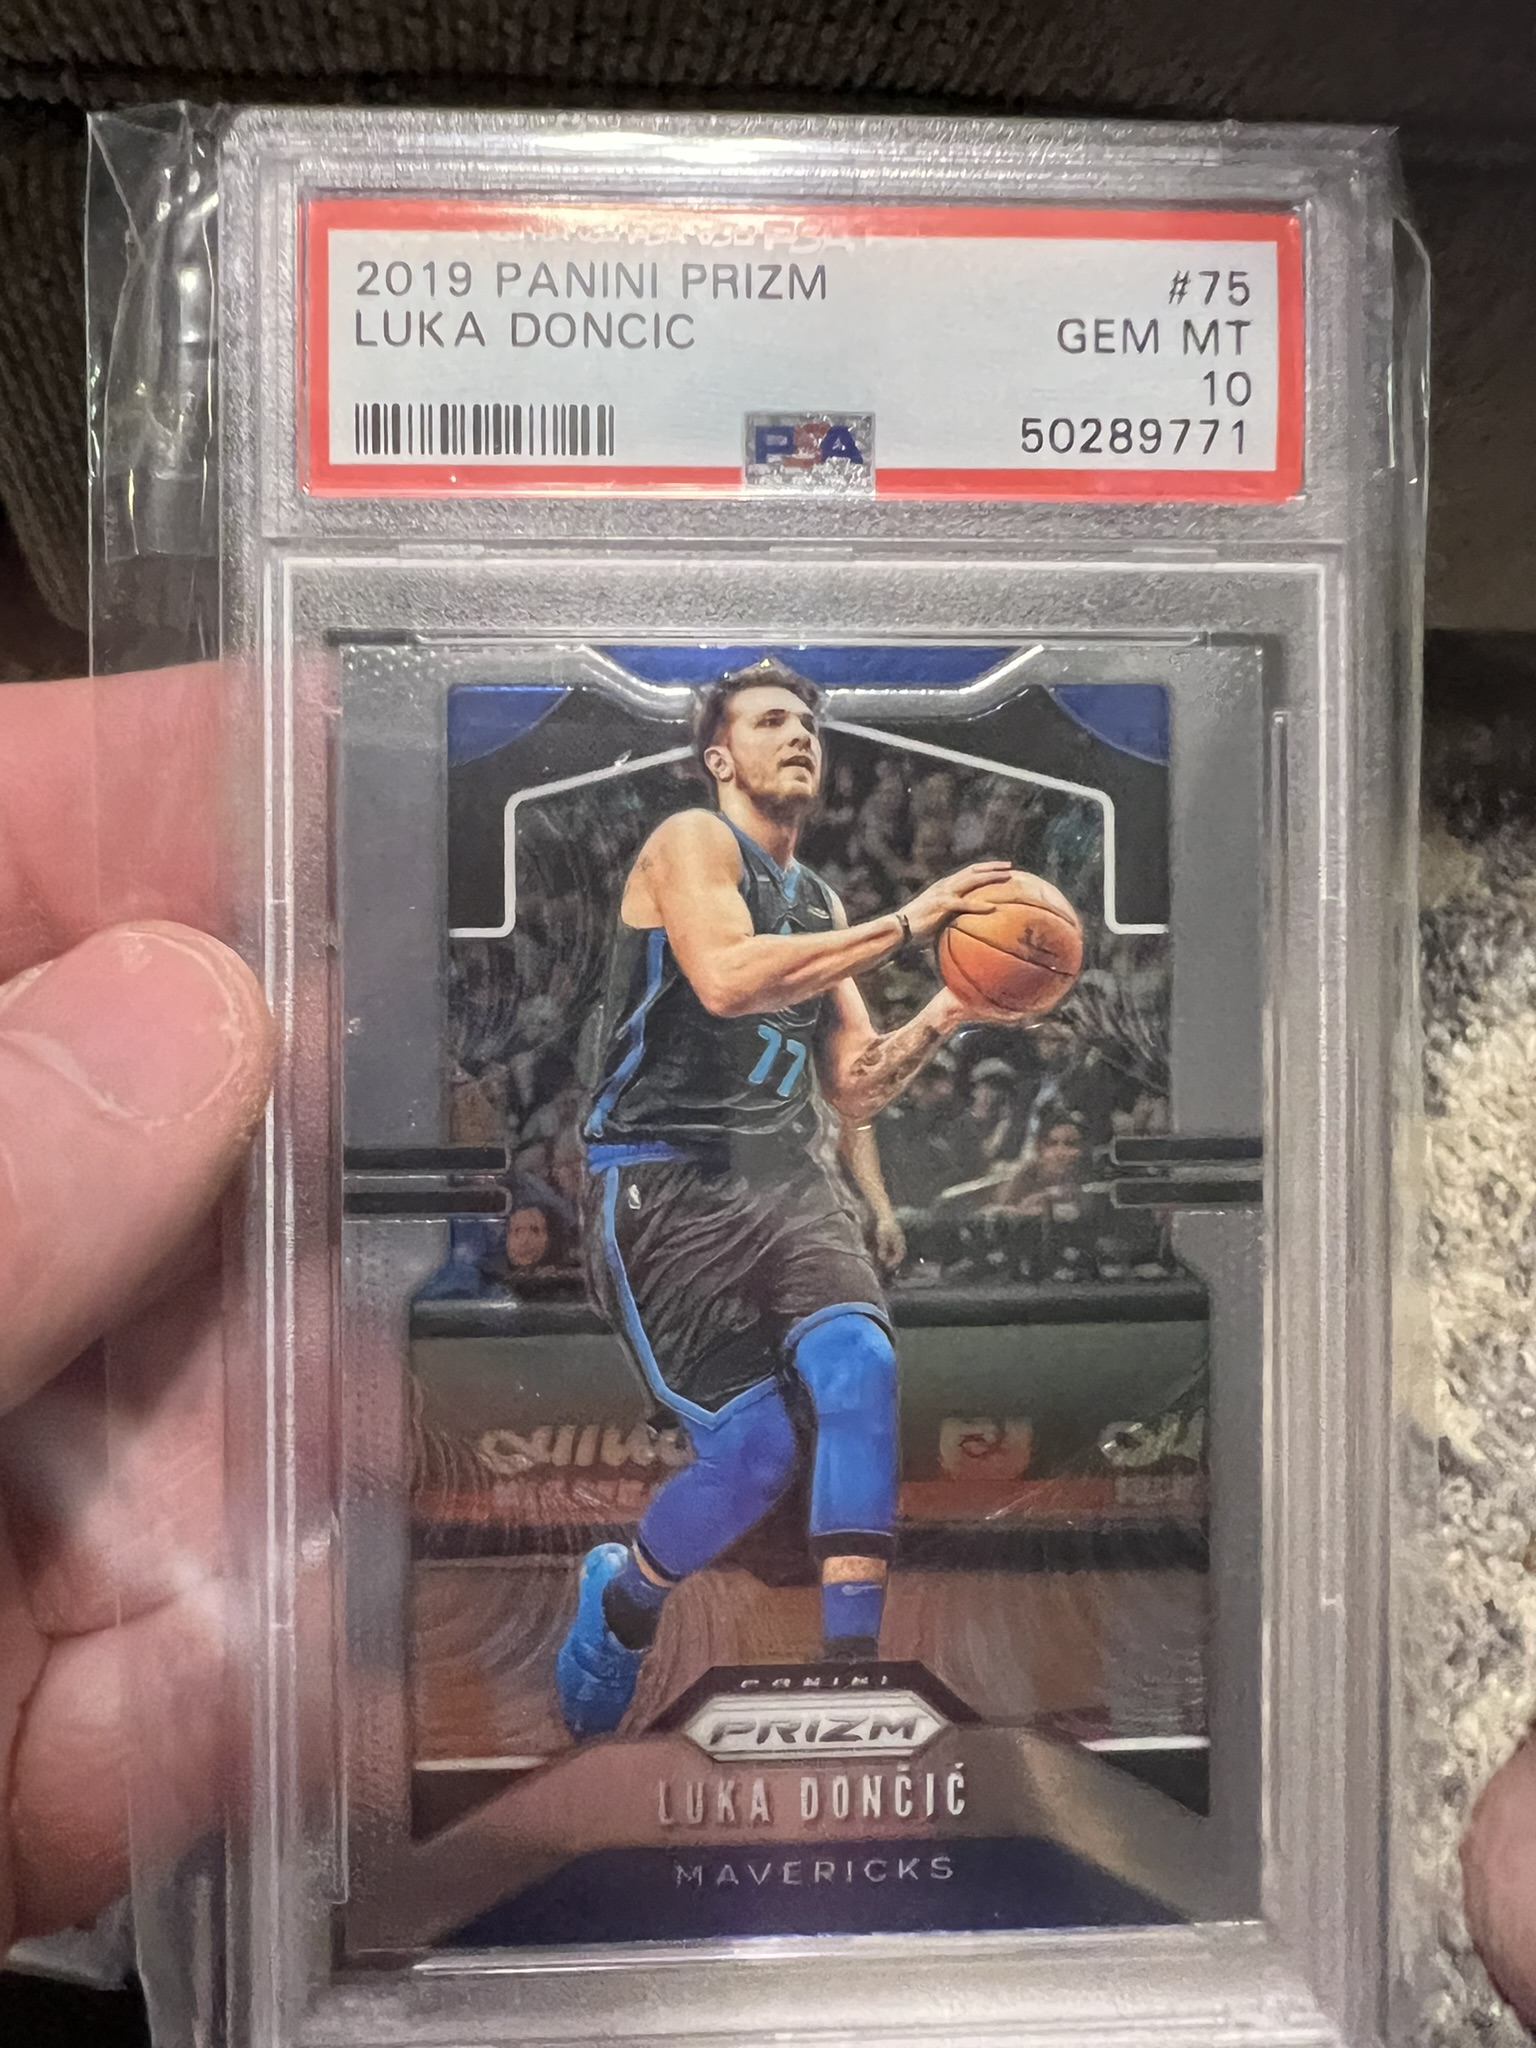 2019 PANINI PRIZM #75
LUKA DONCIC GEM MT
10
PSA 50289771
77
PANINI
PRIZM
LUKA DONČIĆ
MAVERICKS